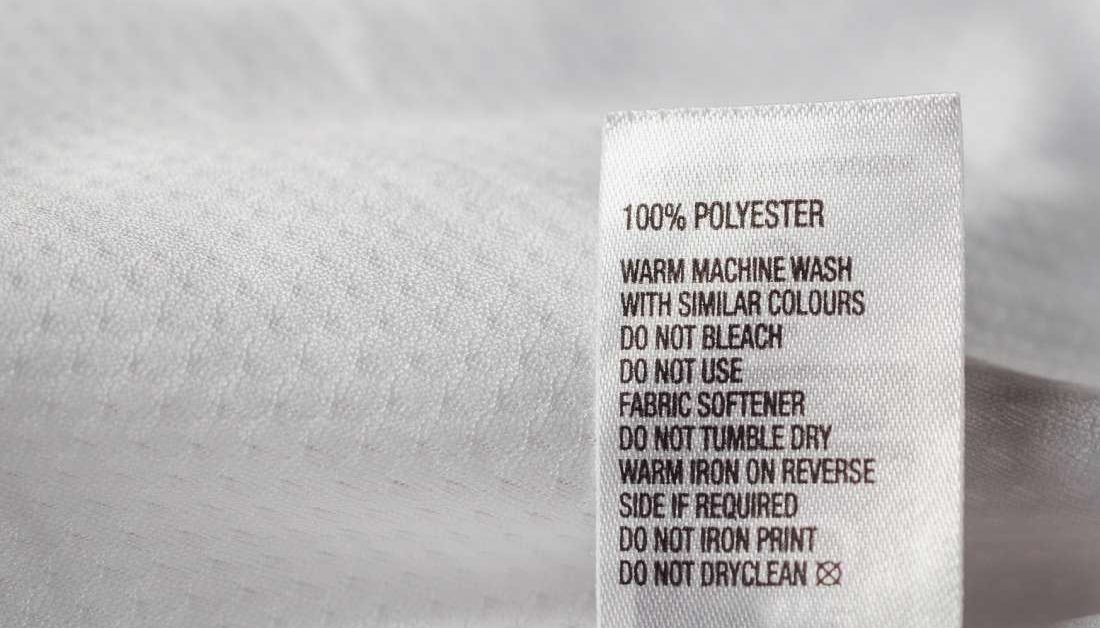 100% POLYESTER
WARM MACHINE WASH
WITH SIMILAR COLOURS
DO NOT BLEACH
DO NOT USE
FABRIC SOFTENER
DO NOT TUMBLE DRY
WARM IRON ON REVERSE
SIDE IF REQUIRED
DO NOT IRON PRINT
DO NOT DRYCLEAN